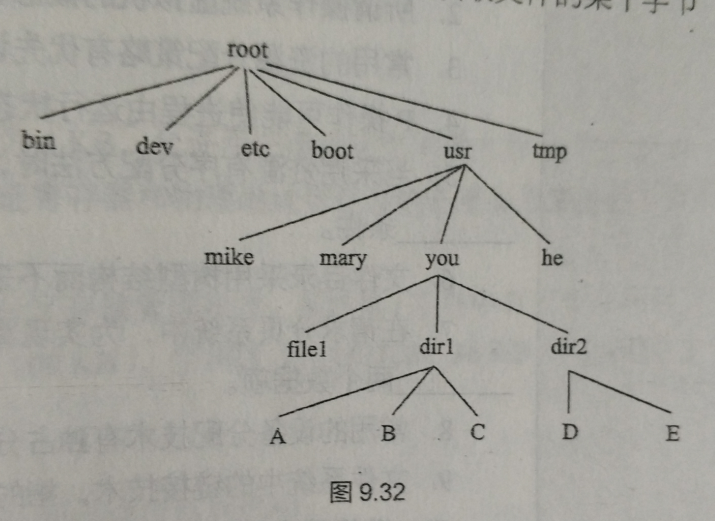 root
bin dev etc boot usr tmp
mike mary you he
file1 dir1 dir2
A B C D E
图 9.32